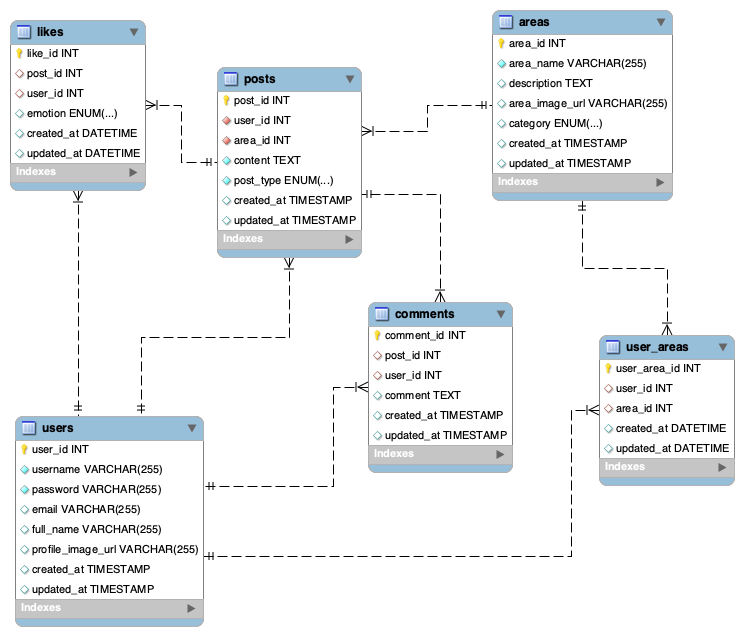 likes
like_id INT
post_id INT
user_id INT
emotion ENUM(...)
created_at DATETIME
updated_at DATETIME
Indexes
posts
post_id INT
user_id INT
area_id INT
content TEXT
post_type ENUM(...)
created_at TIMESTAMP
updated_at TIMESTAMP
Indexes
areas
area_id INT
area_name VARCHAR(255)
description TEXT
area_image_url VARCHAR(255)
category ENUM(...)
created_at TIMESTAMP
updated_at TIMESTAMP
Indexes
comments
comment_id INT
post_id INT
user_id INT
comment TEXT
created_at TIMESTAMP
updated_at TIMESTAMP
Indexes
user_areas
user_area_id INT
user_id INT
area_id INT
created_at DATETIME
updated_at DATETIME
Indexes
users
user_id INT
username VARCHAR(255)
password VARCHAR(255)
email VARCHAR(255)
full_name VARCHAR(255)
profile_image_url VARCHAR(255)
created_at TIMESTAMP
updated_at TIMESTAMP
Indexes